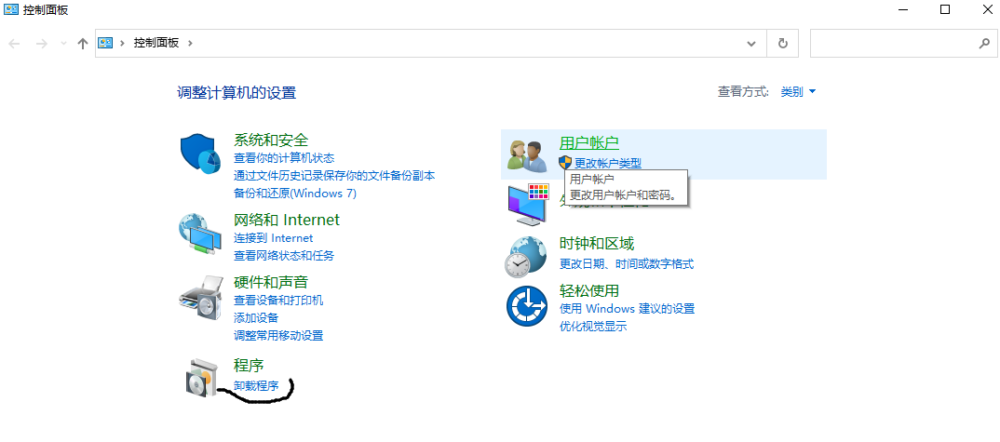 控制面板
控制面板
调整计算机的设置
查看方式: 类别
系统和安全
查看你的计算机状态
通过文件历史记录保存你的文件备份副本
备份和还原(Windows 7)
网络和 Internet
连接到 Internet
查看网络状态和任务
硬件和声音
查看设备和打印机
添加设备
调整常用移动设置
程序
卸载程序
用户帐户
更改帐户类型
用户帐户
更改用户帐户和密码。
时钟和区域
更改日期、时间或数字格式
轻松使用
使用 Windows 建议的设置
优化视觉显示